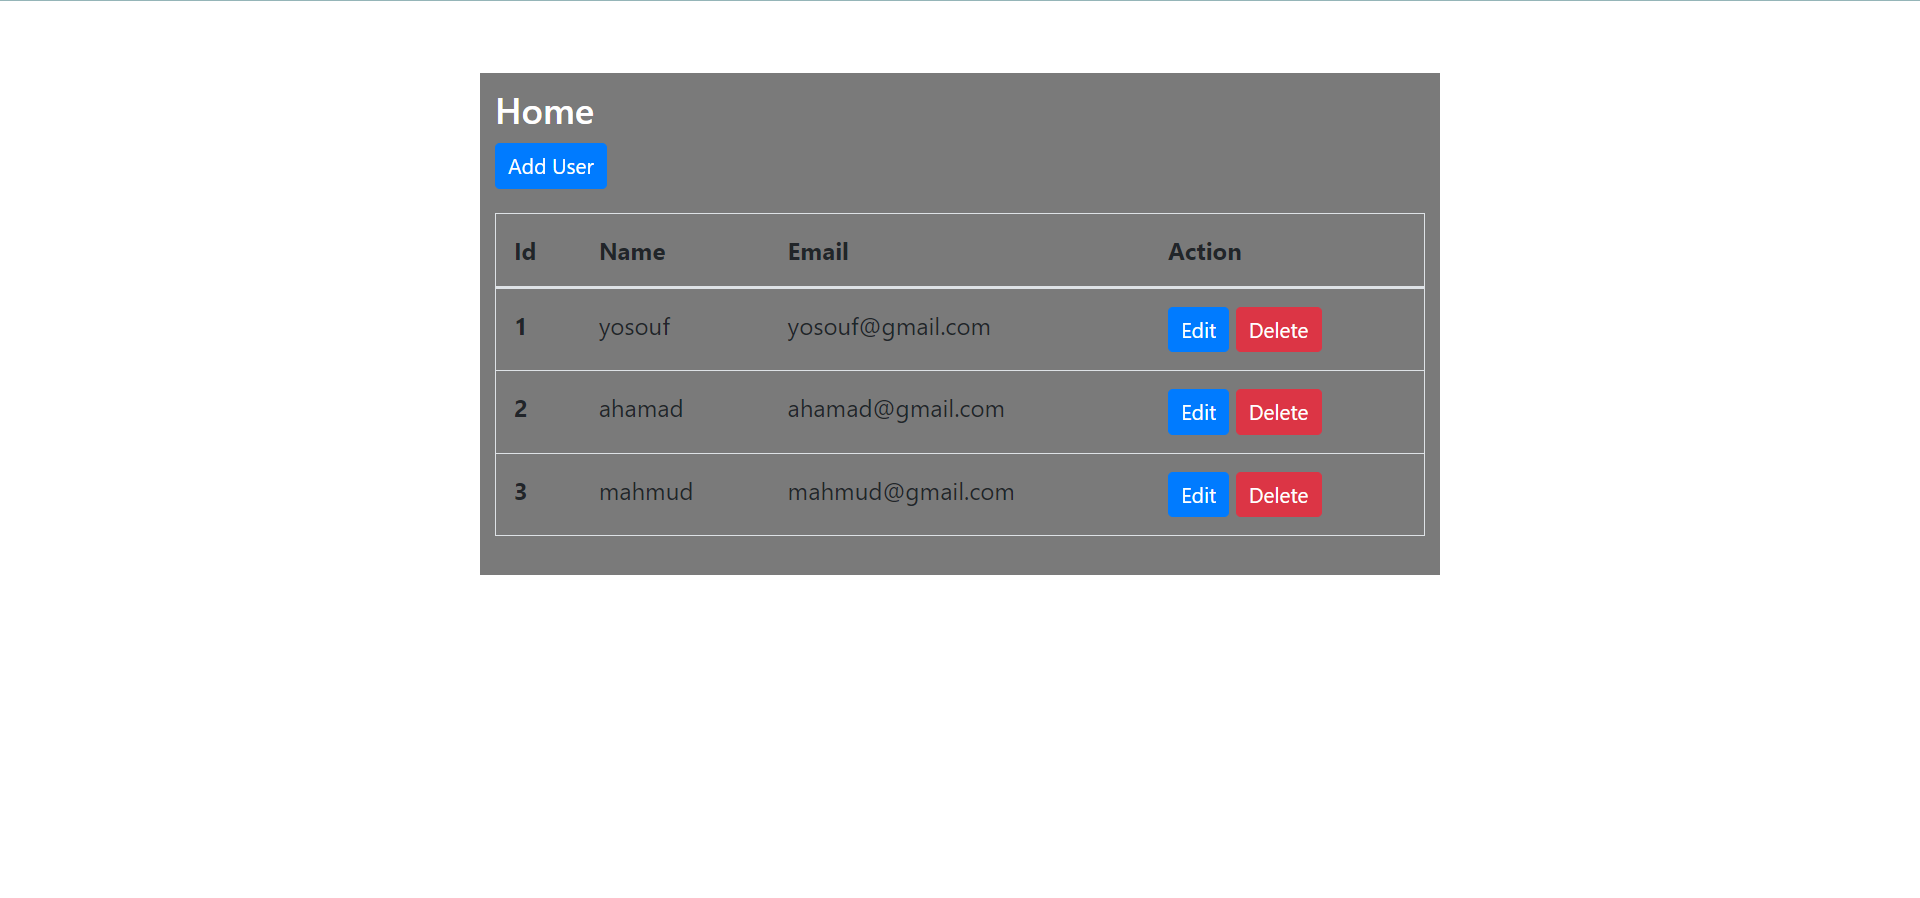 Home
Add User
Id Name Email Action
1 yosouf yosouf@gmail.com Edit Delete
2 ahamad ahamad@gmail.com Edit Delete
3 mahmud mahmud@gmail.com Edit Delete